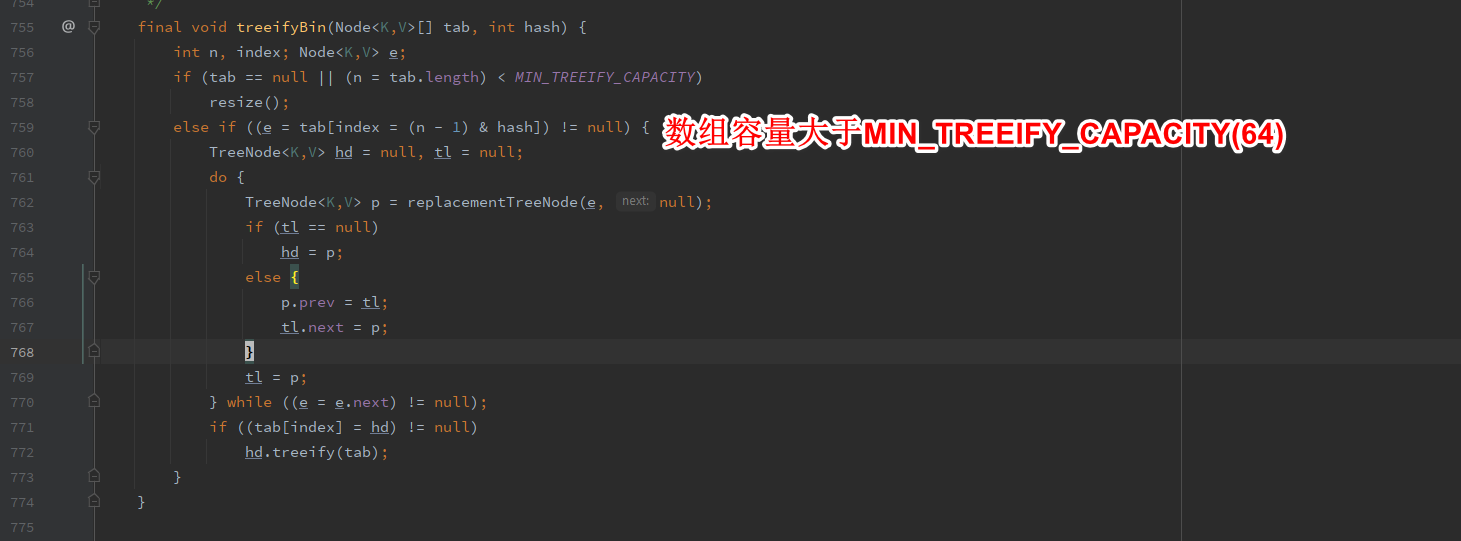 754 */
755 @ final void treeifyBin(Node<K,V>[] tab, int hash) {
756 int n, index; Node<K,V> e;
757 if (tab == null || (n = tab.length) < MIN_TREEIFY_CAPACITY)
758 resize();
759 else if ((e = tab[index = (n - 1) & hash]) != null) { 数组容量大于MIN_TREEIFY_CAPACITY(64)
760 TreeNode<K,V> hd = null, tl = null;
761 do {
762 TreeNode<K,V> p = replacementTreeNode(e, next: null);
763 if (tl == null)
764 hd = p;
765 else {
766 p.prev = tl;
767 tl.next = p;
768 }
769 tl = p;
770 } while ((e = e.next) != null);
771 if ((tab[index] = hd) != null)
772 hd.treeify(tab);
773 }
774 }
775